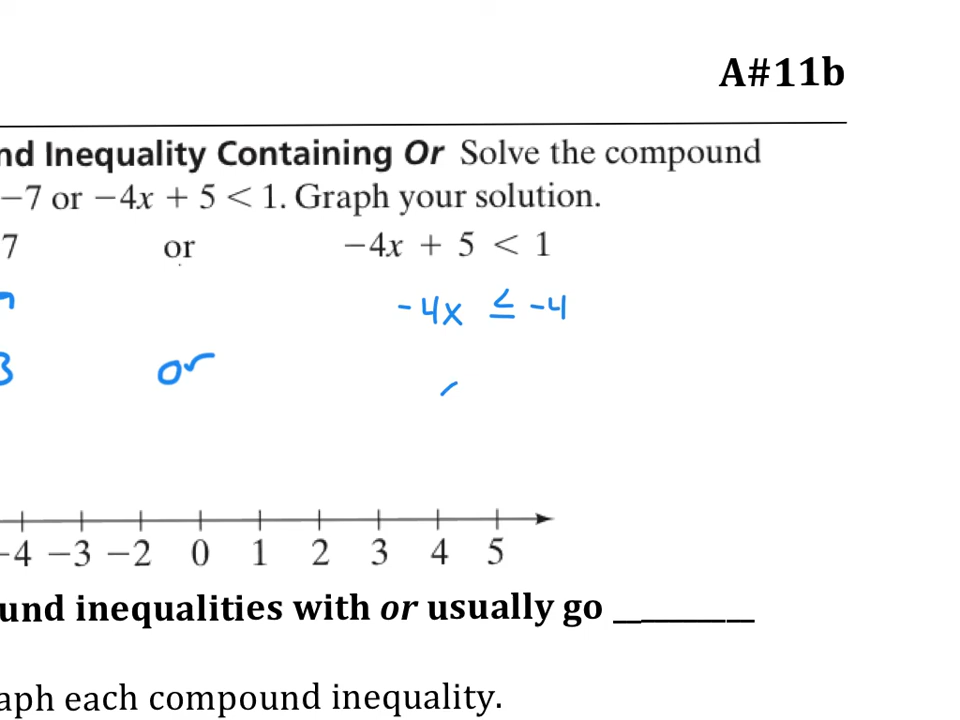 A#11b
nd Inequality Containing Or Solve the compound
−7 or −4x + 5 < 1. Graph your solution.
7 or −4x + 5 < 1
-4x ≤ -4
3 or
-4 −3 −2 0 1 2 3 4 5
und inequalities with or usually go ________
aph each compound inequality.